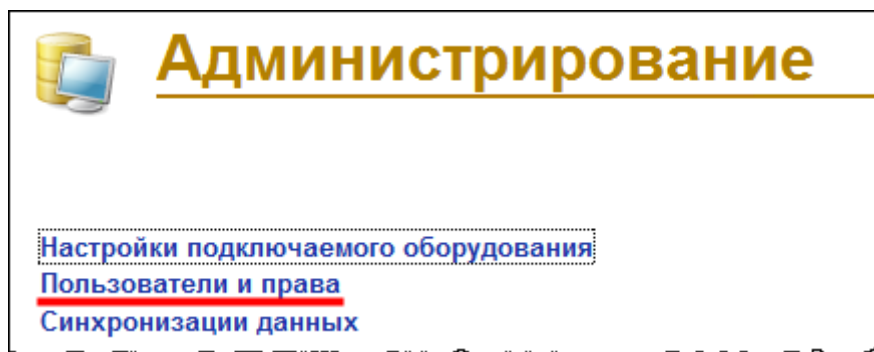 Администрирование
Настройки подключаемого оборудования
Пользователи и права
Синхронизации данных